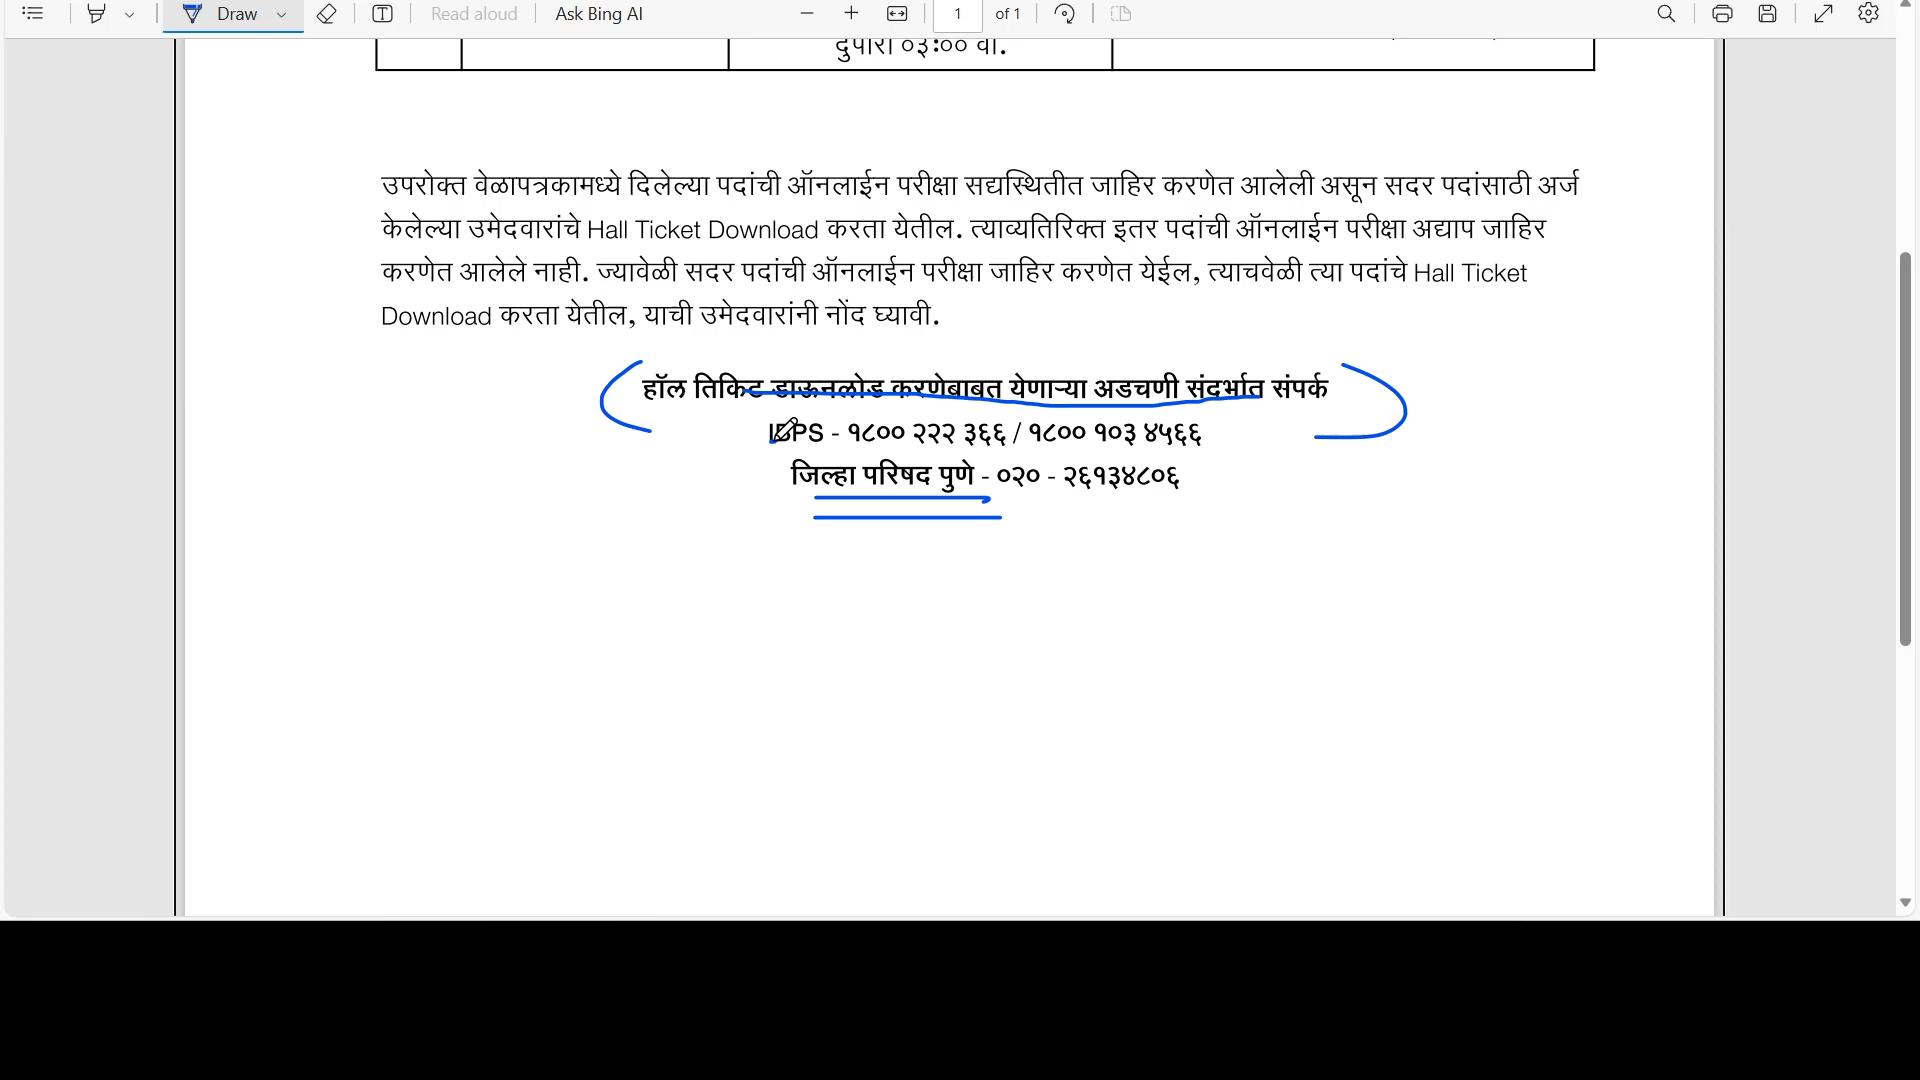 Draw
Read aloud
Ask Bing AI
1
of 1
दुपारी ०३:०० वा.
उपरोक्त वेळापत्रकामध्ये दिलेल्या पदांची ऑनलाईन परीक्षा सद्यस्थितीत जाहिर करणेत आलेली असून सदर पदांसाठी अर्ज
केलेल्या उमेदवारांचे Hall Ticket Download करता येतील. त्याव्यतिरिक्त इतर पदांची ऑनलाईन परीक्षा अद्याप जाहिर
करणेत आलेले नाही. ज्यावेळी सदर पदांची ऑनलाईन परीक्षा जाहिर करणेत येईल, त्याचवेळी त्या पदांचे Hall Ticket
Download करता येतील, याची उमेदवारांनी नोंद घ्यावी.
हॉल तिकिट डाऊनलोड करणेबाबत येणाऱ्या अडचणी संदर्भात संपर्क
IBPS - १८०० २२२ ३६६ / १८०० १०३ ४५६६
जिल्हा परिषद पुणे - ०२० - २६१३४८०६